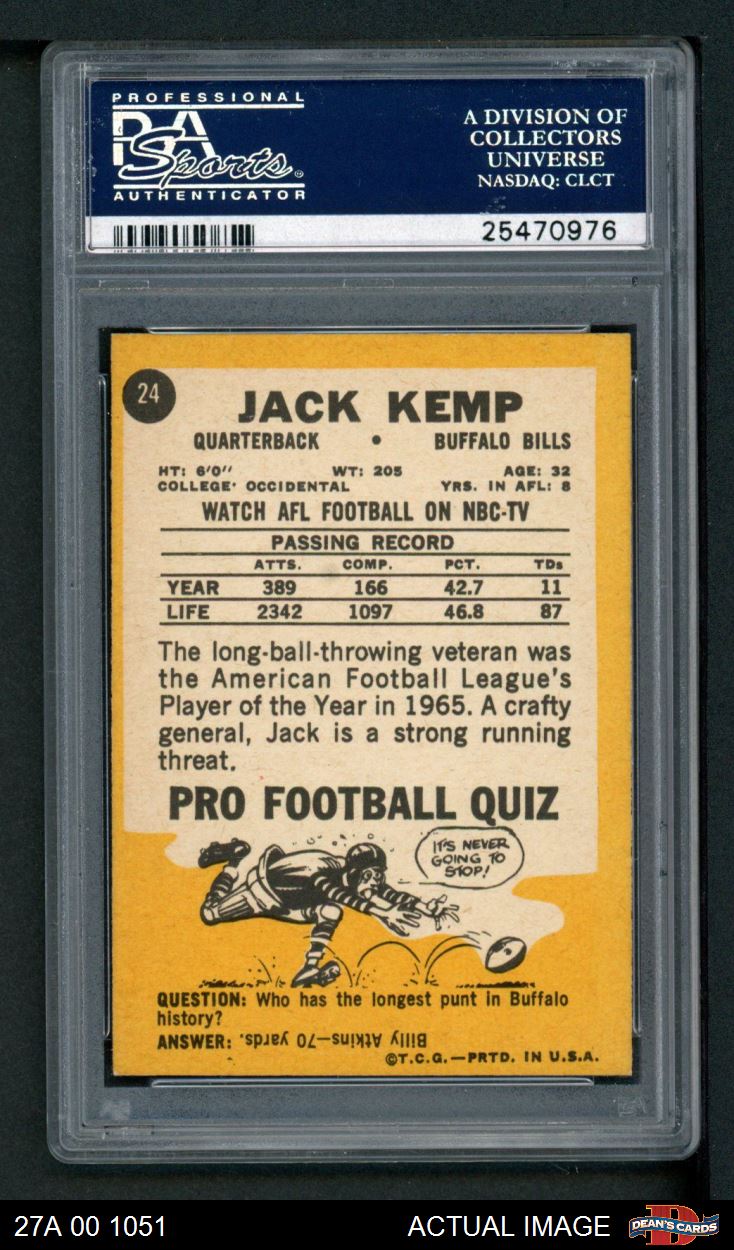 PROFESSIONAL
PSA
Sports
AUTHENTICATOR
A DIVISION OF
COLLECTORS
UNIVERSE
NASDAQ: CLCT
25470976
24
JACK KEMP
QUARTERBACK • BUFFALO BILLS
HT: 6'0'' WT: 205 AGE: 32
COLLEGE· OCCIDENTAL YRS. IN AFL: 8
WATCH AFL FOOTBALL ON NBC-TV
PASSING RECORD
ATTS. COMP. PCT. TDs
YEAR 389 166 42.7 11
LIFE 2342 1097 46.8 87
The long-ball-throwing veteran was
the American Football League's
Player of the Year in 1965. A crafty
general, Jack is a strong running
threat.
PRO FOOTBALL QUIZ
IT'S NEVER
GOING TO
STOP!
QUESTION: Who has the longest punt in Buffalo
history?
ANSWER: Billy Atkins—70 yards.
©T.C.G.—PRTD. IN U.S.A.
27A 00 1051 ACTUAL IMAGE DEAN'S CARDS